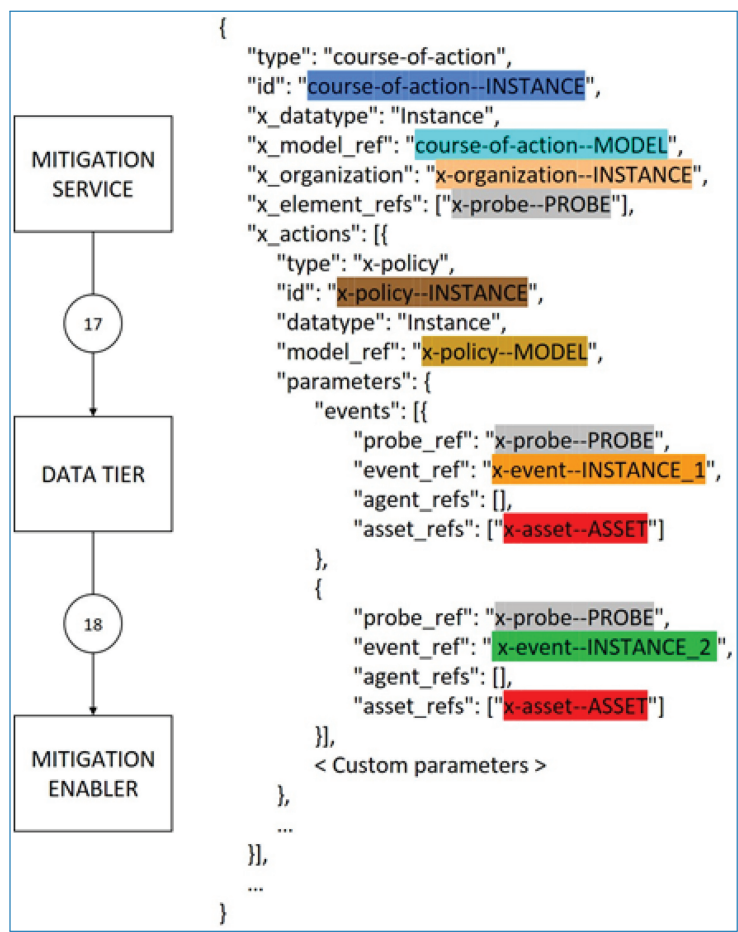 MITIGATION
SERVICE
17
DATA TIER
18
MITIGATION
ENABLER
{
"type": "course-of-action",
"id": "course-of-action--INSTANCE",
"x_datatype": "Instance",
"x_model_ref": "course-of-action--MODEL",
"x_organization": "x-organization--INSTANCE",
"x_element_refs": ["x-probe--PROBE"],
"x_actions": [{
"type": "x-policy",
"id": "x-policy--INSTANCE",
"datatype": "Instance",
"model_ref": "x-policy--MODEL",
"parameters": {
"events": [{
"probe_ref": "x-probe--PROBE",
"event_ref": "x-event--INSTANCE_1",
"agent_refs": [],
"asset_refs": ["x-asset--ASSET"]
},
{
"probe_ref": "x-probe--PROBE",
"event_ref": " x-event--INSTANCE_2 ",
"agent_refs": [],
"asset_refs": ["x-asset--ASSET"]
}],
< Custom parameters >
},
...
}],
...
}